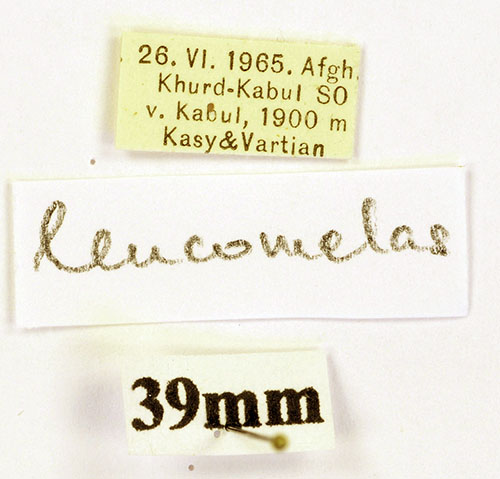 26. VI. 1965. Afgh.
Khurd-Kabul SO
v. Kabul, 1900 m
Kasy&Vartian
leucomelas
39mm